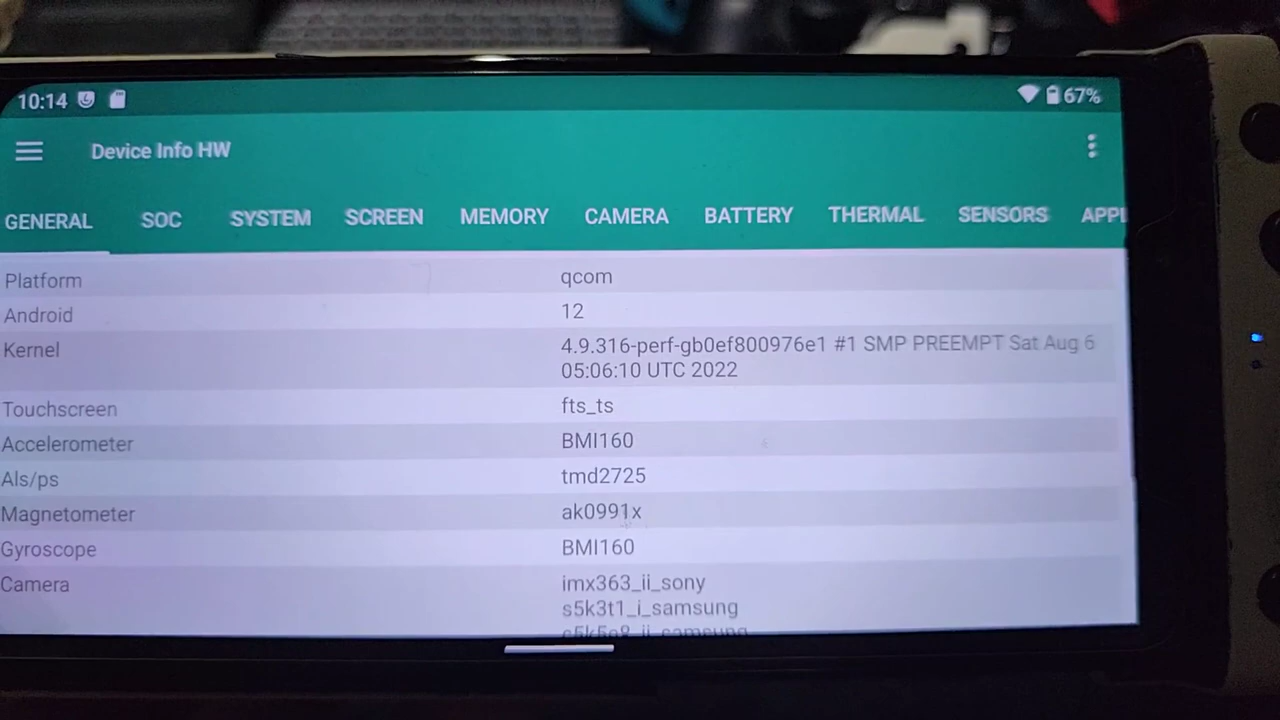 10:14 67%
Device Info HW
GENERAL SOC SYSTEM SCREEN MEMORY CAMERA BATTERY THERMAL SENSORS APPL
Platform qcom
Android 12
Kernel 4.9.316-perf-gb0ef800976e1 #1 SMP PREEMPT Sat Aug 6
05:06:10 UTC 2022
Touchscreen fts_ts
Accelerometer BMI160
Als/ps tmd2725
Magnetometer ak0991x
Gyroscope BMI160
Camera imx363_ii_sony
s5k3t1_i_samsung